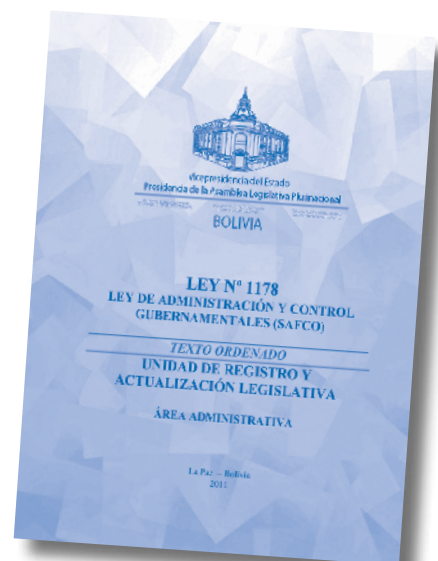 Vicepresidencia del Estado
Presidencia de la Asamblea Legislativa Plurinacional
BOLIVIA
LEY Nº 1178
LEY DE ADMINISTRACIÓN Y CONTROL
GUBERNAMENTALES (SAFCO)
TEXTO ORDENADO
UNIDAD DE REGISTRO Y
ACTUALIZACIÓN LEGISLATIVA
ÁREA ADMINISTRATIVA
La Paz – Bolivia